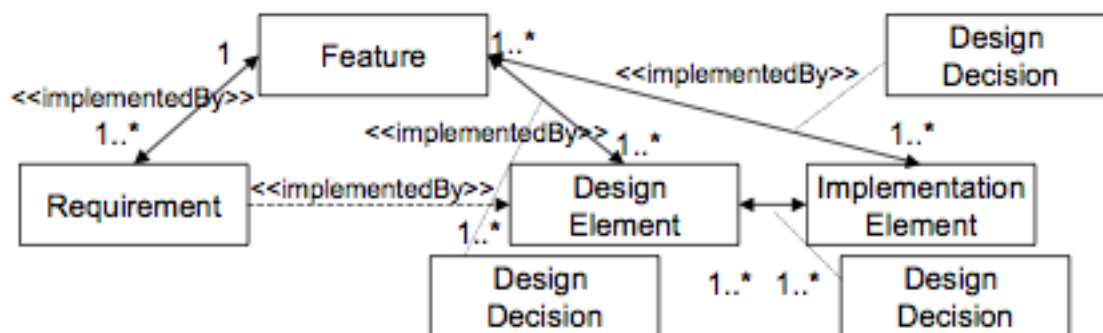 1
Feature
1..*
Design
Decision
<<implementedBy>>
<<implementedBy>>
1..*
<<implementedBy>>
1..*
1..*
Requirement
<<implementedBy>>
Design
Element
Implementation
Element
1..*
Design
Decision
1..*
1..*
Design
Decision